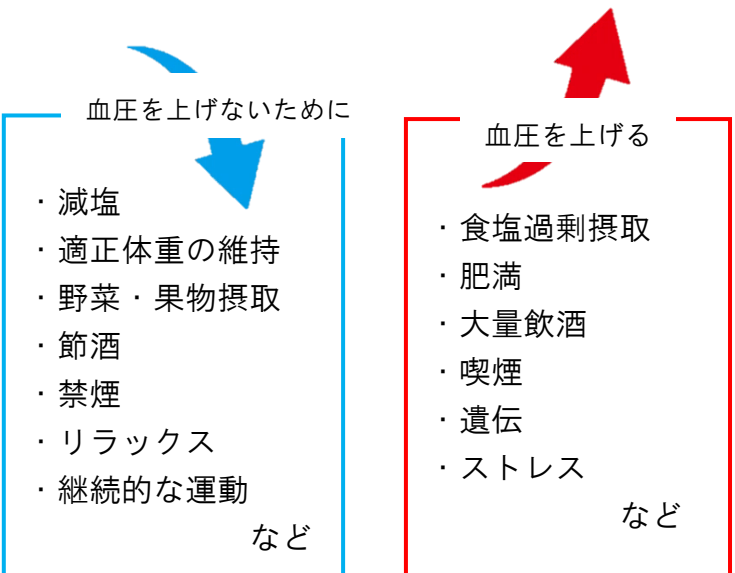 血圧を上げないために
・減塩
・適正体重の維持
・野菜・果物摂取
・節酒
・禁煙
・リラックス
・継続的な運動
など
血圧を上げる
・食塩過剰摂取
・肥満
・大量飲酒
・喫煙
・遺伝
・ストレス
など